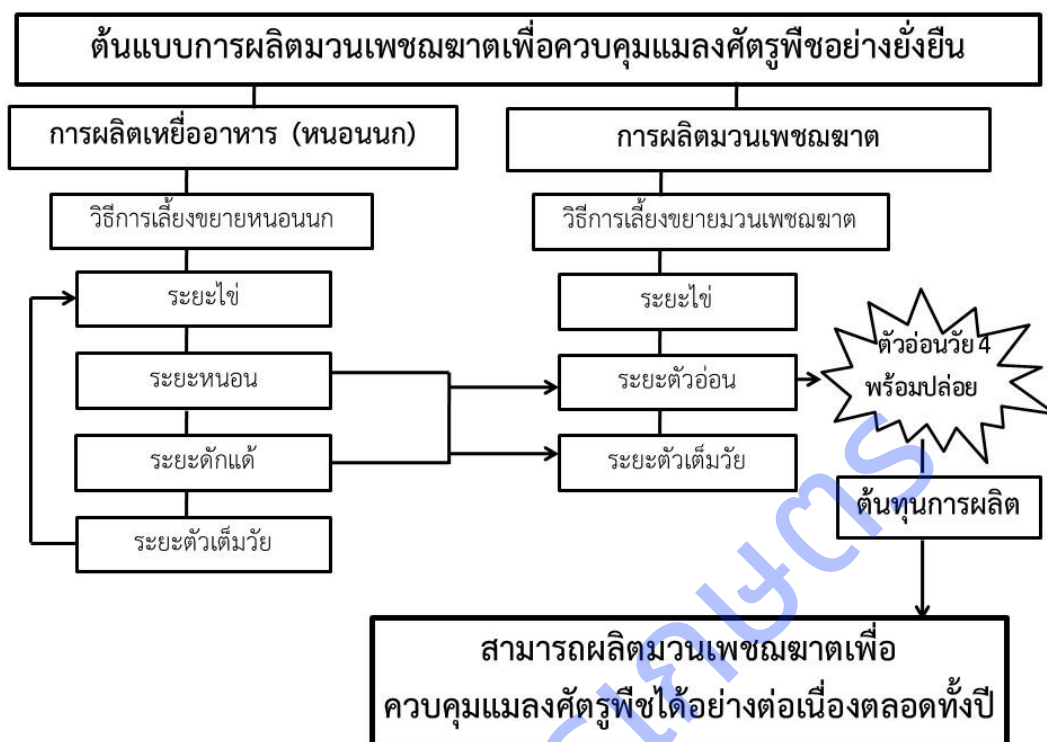 ต้นแบบการผลิตมวนเพชฌฆาตเพื่อควบคุมแมลงศัตรูพืชอย่างยั่งยืน
การผลิตเหยื่ออาหาร (หนอนนก)
การผลิตมวนเพชฌฆาต
วิธีการเลี้ยงขยายหนอนนก
วิธีการเลี้ยงขยายมวนเพชฌฆาต
ระยะไข่
ระยะไข่
ระยะหนอน
ระยะตัวอ่อน
ตัวอ่อนวัย 4
พร้อมปล่อย
ระยะดักแด้
ระยะตัวเต็มวัย
ระยะตัวเต็มวัย
ต้นทุนการผลิต
สามารถผลิตมวนเพชฌฆาตเพื่อ
ควบคุมแมลงศัตรูพืชได้อย่างต่อเนื่องตลอดทั้งปี